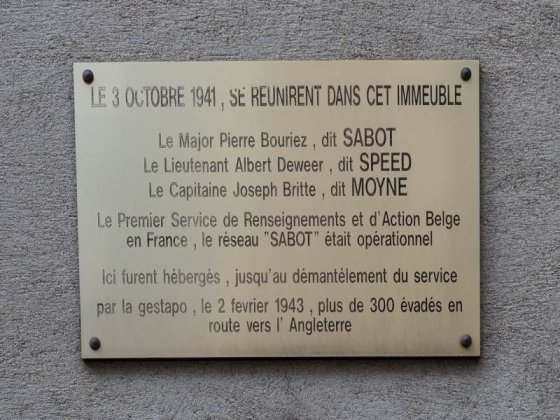 LE 3 OCTOBRE 1941 , SE REUNIRENT DANS CET IMMEUBLE
Le Major Pierre Bouriez , dit SABOT
Le Lieutenant Albert Deweer , dit SPEED
Le Capitaine Joseph Britte , dit MOYNE
Le Premier Service de Renseignements et d'Action Belge
en France , le réseau "SABOT" était opérationnel
Ici furent hébergés , jusqu'au démantèlement du service
par la gestapo , le 2 fevrier 1943 , plus de 300 évadés en
route vers l' Angleterre